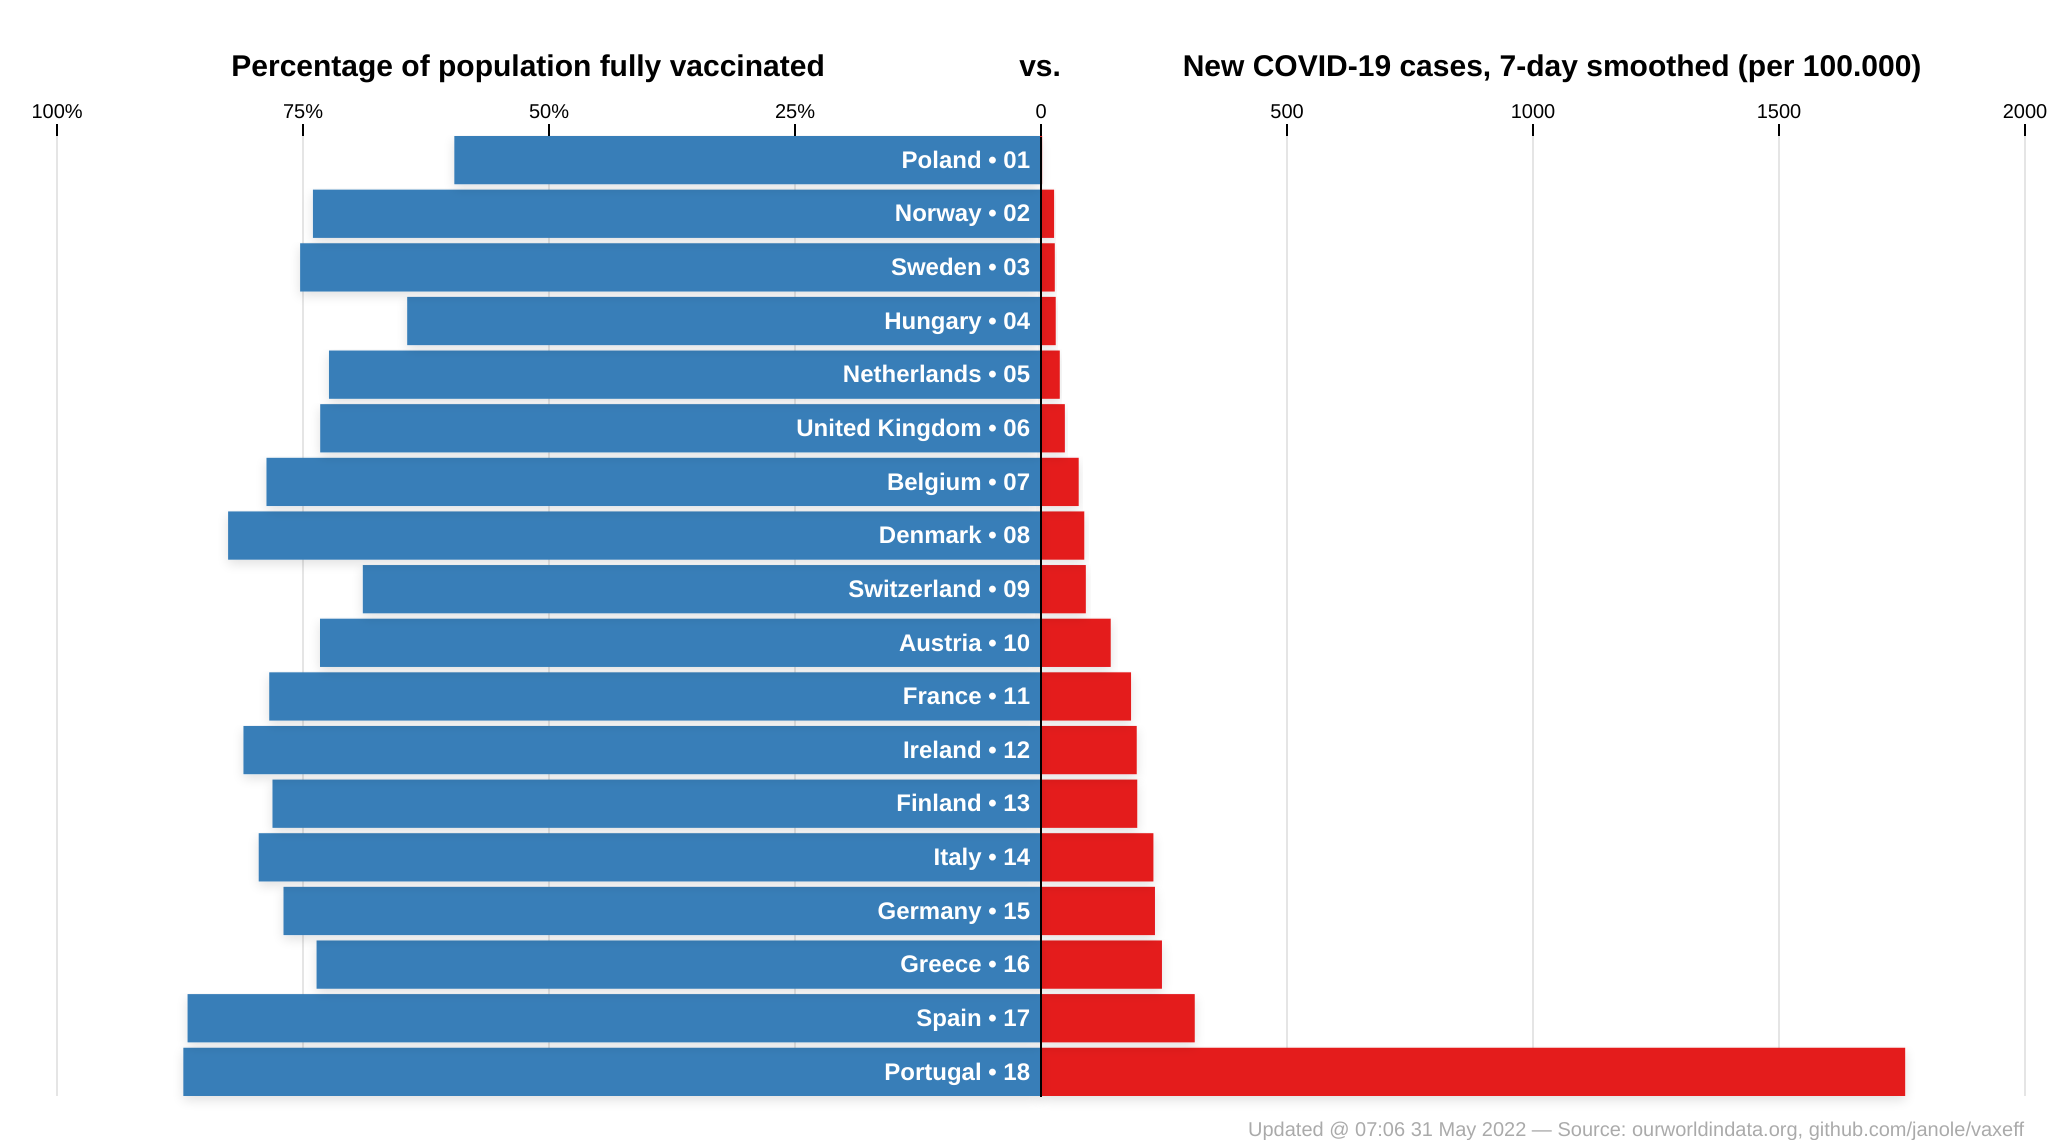 Percentage of population fully vaccinated vs. New COVID-19 cases, 7-day smoothed (per 100.000)
100% 75% 50% 25% 0 500 1000 1500 2000
Poland • 01
Norway • 02
Sweden • 03
Hungary • 04
Netherlands • 05
United Kingdom • 06
Belgium • 07
Denmark • 08
Switzerland • 09
Austria • 10
France • 11
Ireland • 12
Finland • 13
Italy • 14
Germany • 15
Greece • 16
Spain • 17
Portugal • 18
Updated @ 07:06 31 May 2022 — Source: ourworldindata.org, github.com/janole/vaxeff